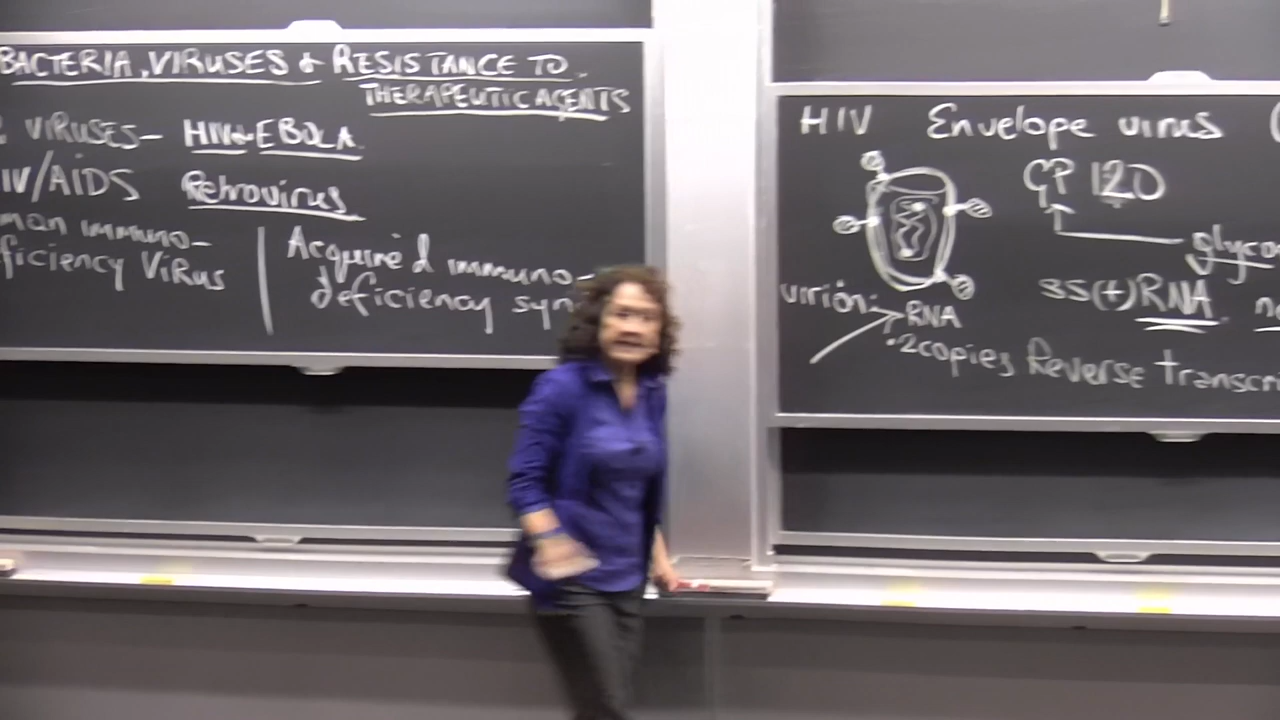 BACTERIA, VIRUSES & RESISTANCE TO
THERAPEUTIC AGENTS
VIRUSES- HIV & EBOLA.
IV/AIDS Retrovirus
man immuno-
ficiency ViRus
Acquired immuno-
deficiency syn
HIV Envelope virus (
GP 120
glyco
virion: RNA
ss(+)RNA
• 2copies Reverse transcri